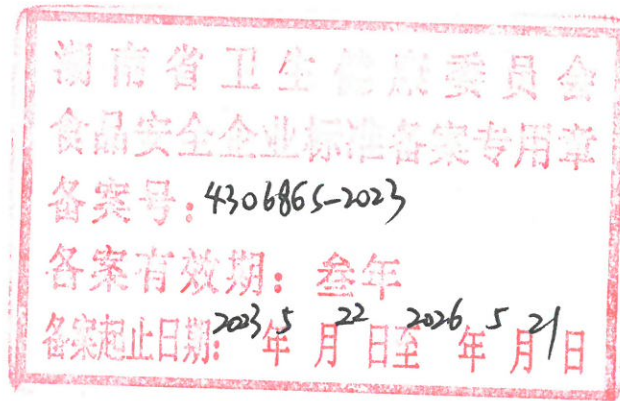 湖南省卫生健康委员会
食品安全企业标准备案专用章
备案号：4306865-2023
备案有效期：叁年
备案起止日期：2023年5月22日至2026年5月21日